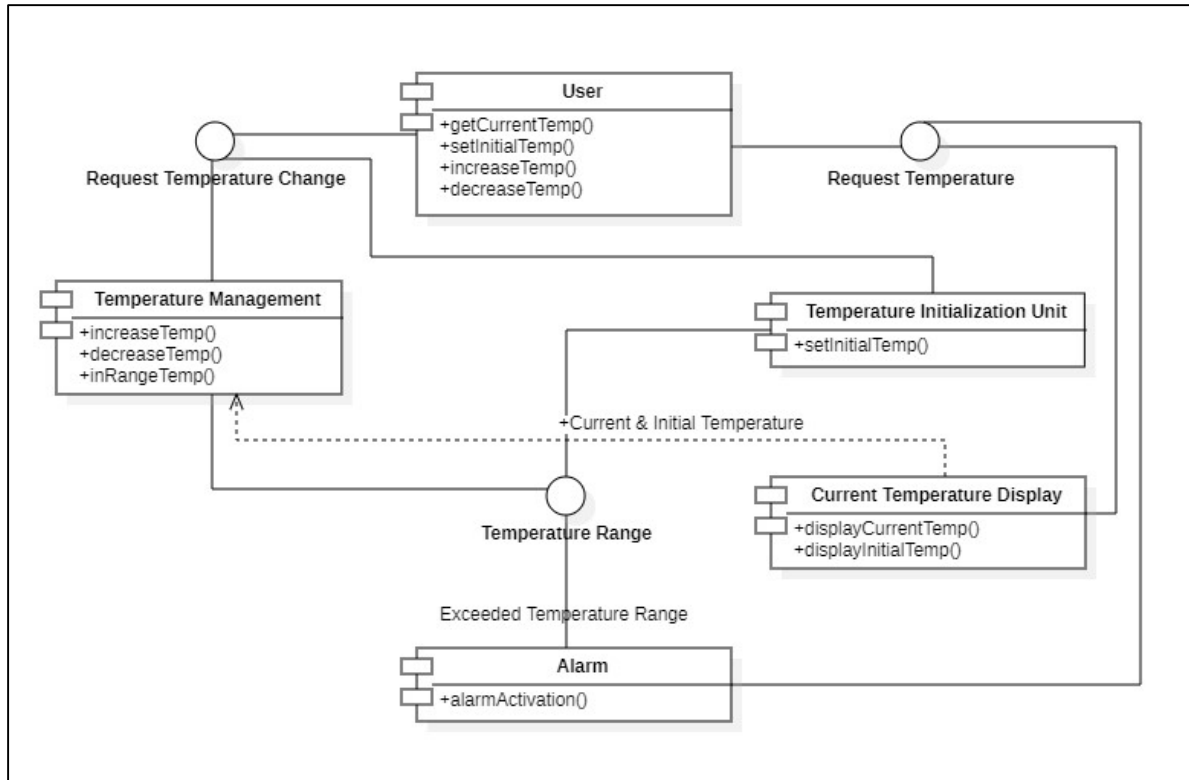 User
+getCurrentTemp()
+setInitialTemp()
+increaseTemp()
+decreaseTemp()
Request Temperature Change
Request Temperature
Temperature Management
+increaseTemp()
+decreaseTemp()
+inRangeTemp()
Temperature Initialization Unit
+setInitialTemp()
+Current & Initial Temperature
Current Temperature Display
+displayCurrentTemp()
+displayInitialTemp()
Temperature Range
Exceeded Temperature Range
Alarm
+alarmActivation()